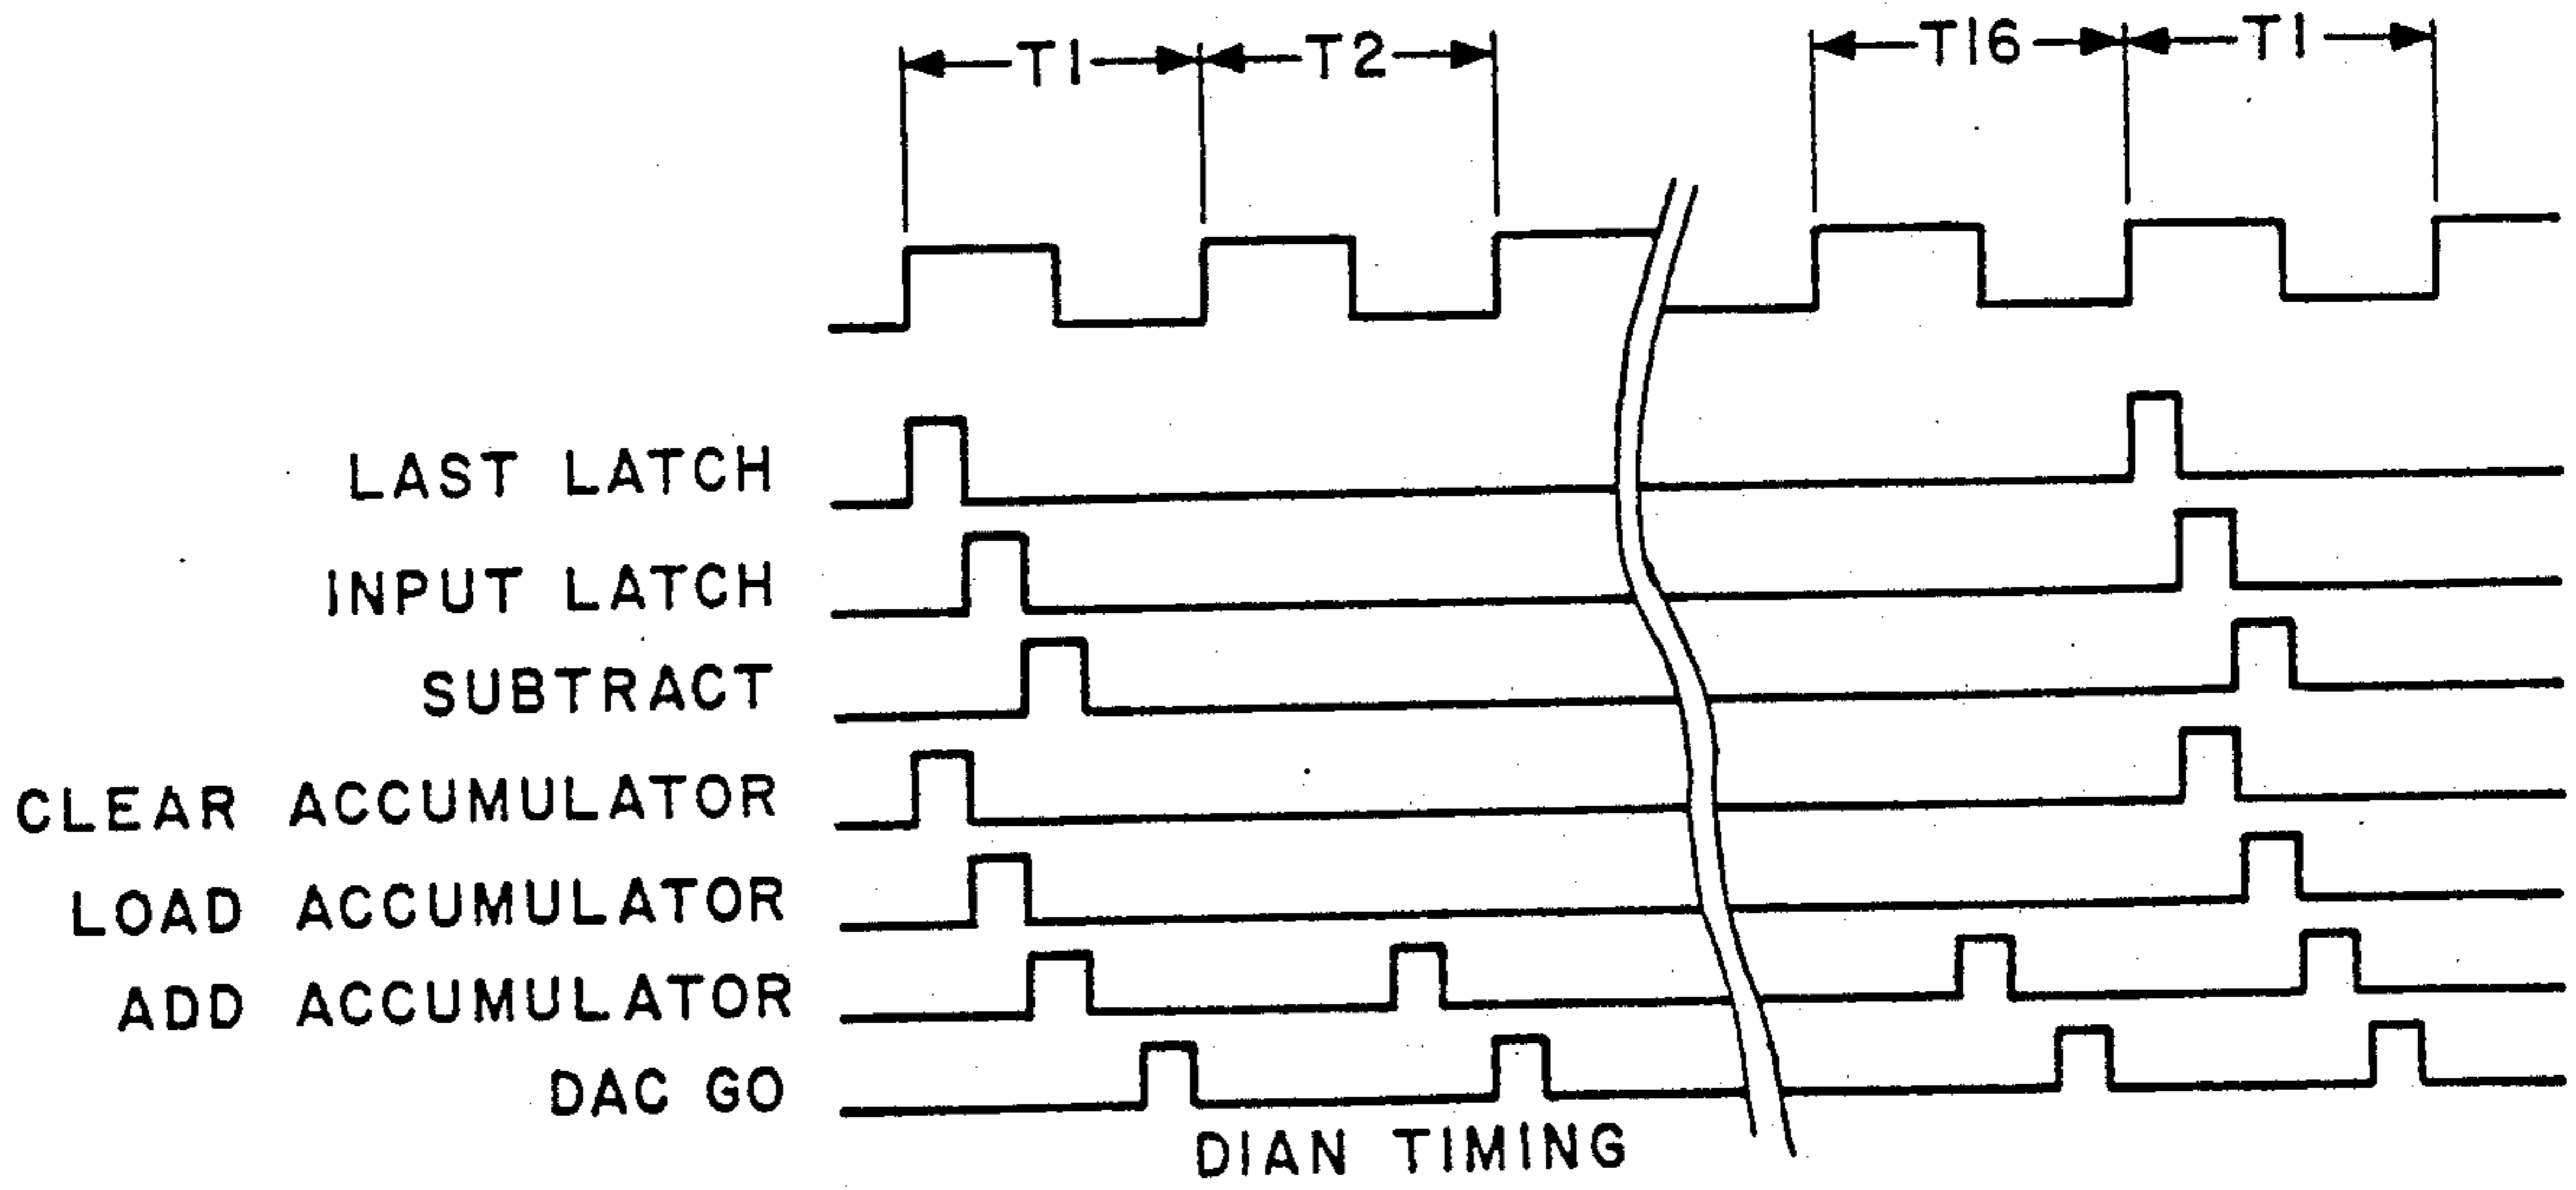 T1 T2 T16 T1
LAST LATCH
INPUT LATCH
SUBTRACT
CLEAR ACCUMULATOR
LOAD ACCUMULATOR
ADD ACCUMULATOR
DAC GO
DIAN TIMING